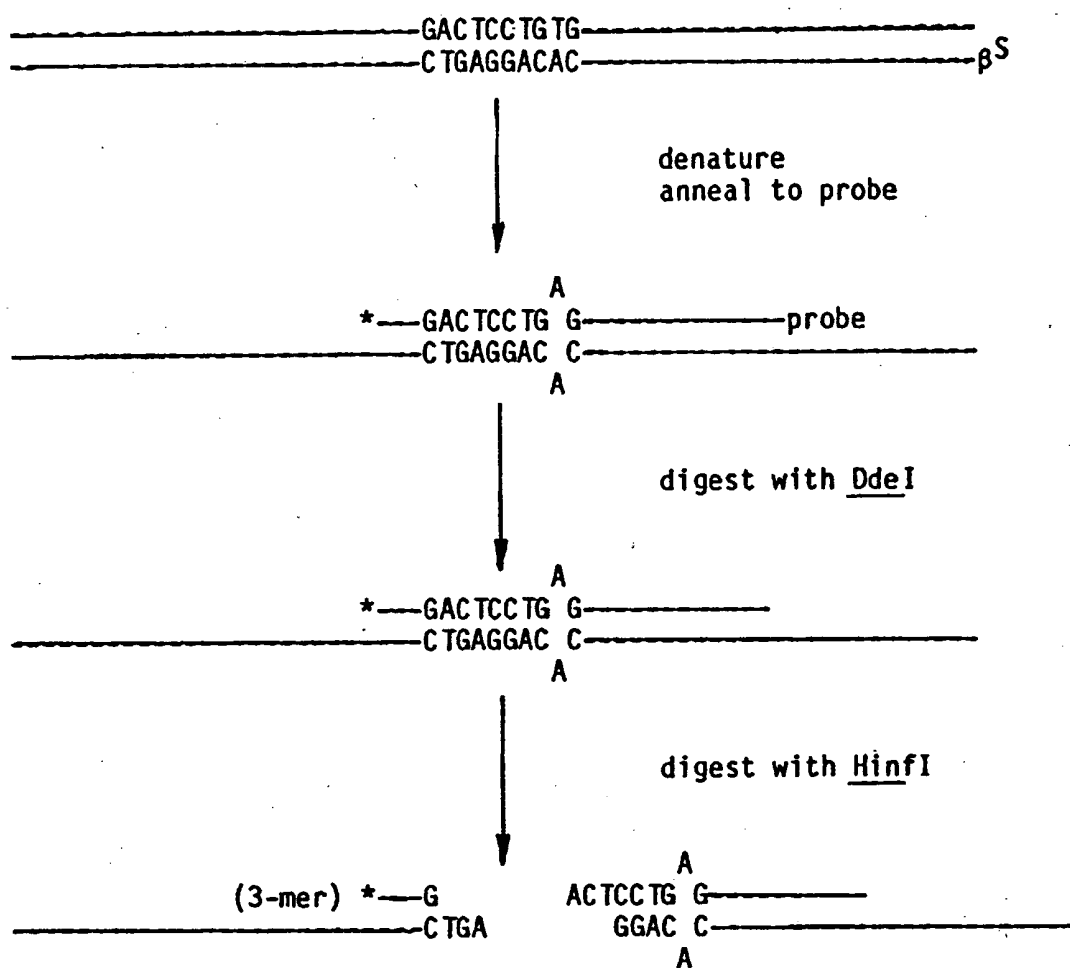 GACTCCTGTG
CTGAGGACAC βS
denature
anneal to probe
A
*—GACTCCTG G—probe
CTGAGGAC C
A
digest with DdeI
A
*—GACTCCTG G
CTGAGGAC C
A
digest with HinfI
A
(3-mer) *—G ACTCCTG G
CTGA GGAC C
A